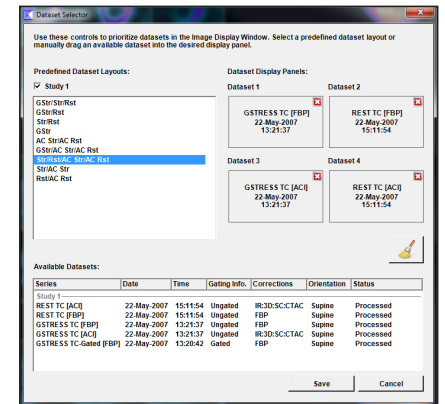 Dataset Selector
Use these controls to prioritize datasets in the Image Display Window. Select a predefined dataset layout or
manually drag an available dataset into the desired display panel.
Predefined Dataset Layouts:
Study 1
GStr/Str/Rst
GStr/Rst
Str/Rst
GStr
AC Str/AC Rst
GStr/AC Str/AC Rst
Str/Rst/AC Str/AC Rst
Str/AC Str
Rst/AC Rst
Dataset Display Panels:
Dataset 1 Dataset 2
GSTRESS TC [FBP] REST TC [FBP]
22-May-2007 22-May-2007
13:21:37 15:11:54
Dataset 3 Dataset 4
GSTRESS TC [ACI] REST TC [ACI]
22-May-2007 22-May-2007
13:21:37 15:11:54
Available Datasets:
Series Date Time Gating Info. Corrections Orientation Status
Study 1
REST TC [ACI] 22-May-2007 15:11:54 Ungated IR:3D:SC:CTAC Supine Processed
REST TC [FBP] 22-May-2007 15:11:54 Ungated FBP Supine Processed
GSTRESS TC [FBP] 22-May-2007 13:21:37 Ungated FBP Supine Processed
GSTRESS TC [ACI] 22-May-2007 13:21:37 Ungated IR:3D:SC:CTAC Supine Processed
GSTRESS TC-Gated [FBP] 22-May-2007 13:20:42 Gated FBP Supine Processed
Save Cancel